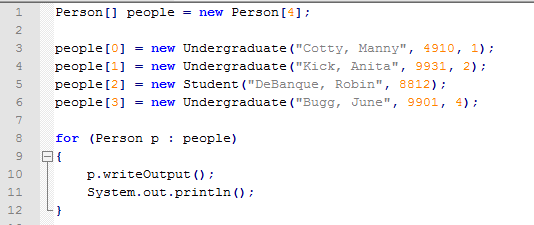 1 Person[] people = new Person[4];
2
3 people[0] = new Undergraduate("Cotty, Manny", 4910, 1);
4 people[1] = new Undergraduate("Kick, Anita", 9931, 2);
5 people[2] = new Student("DeBanque, Robin", 8812);
6 people[3] = new Undergraduate("Bugg, June", 9901, 4);
7
8 for (Person p : people)
9 {
10     p.writeOutput();
11     System.out.println();
12 }